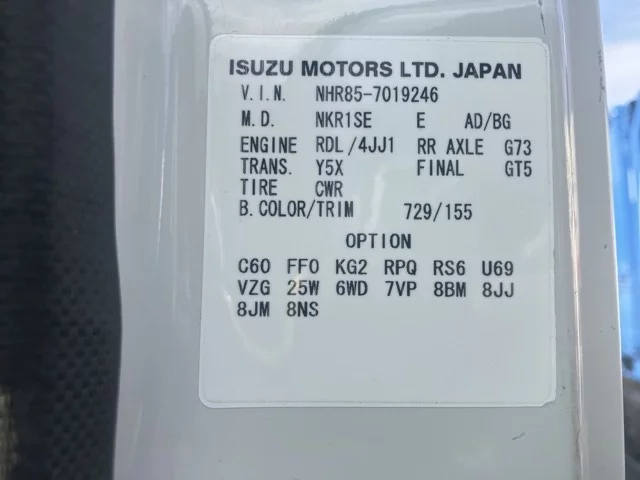 ISUZU MOTORS LTD. JAPAN
V.I.N. NHR85-7019246
M.D. NKR1SE E AD/BG
ENGINE RDL/4JJ1 RR AXLE G73
TRANS. Y5X FINAL GT5
TIRE CWR
B.COLOR/TRIM 729/155
OPTION
C60 FF0 KG2 RPQ RS6 U69
VZG 25W 6WD 7VP 8BM 8JJ
8JM 8NS